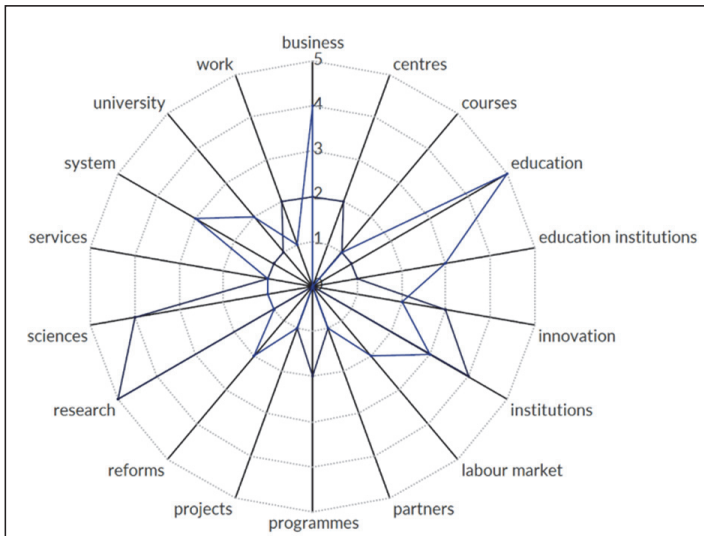 business
5
centres
work
university
courses
4
system
education
3
2
services
education institutions
1
sciences
innovation
research
institutions
reforms
labour market
projects
partners
programmes